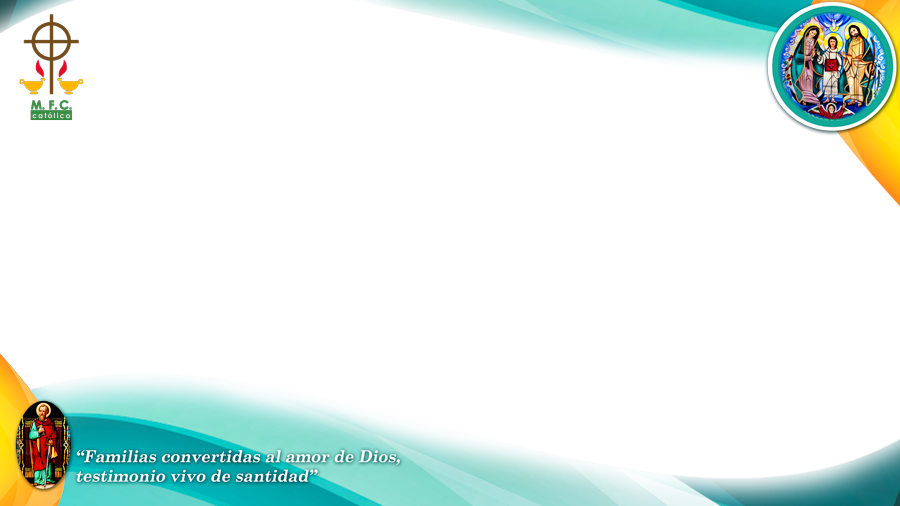 M. F. C.
católico
“Familias convertidas al amor de Dios,
testimonio vivo de santidad”